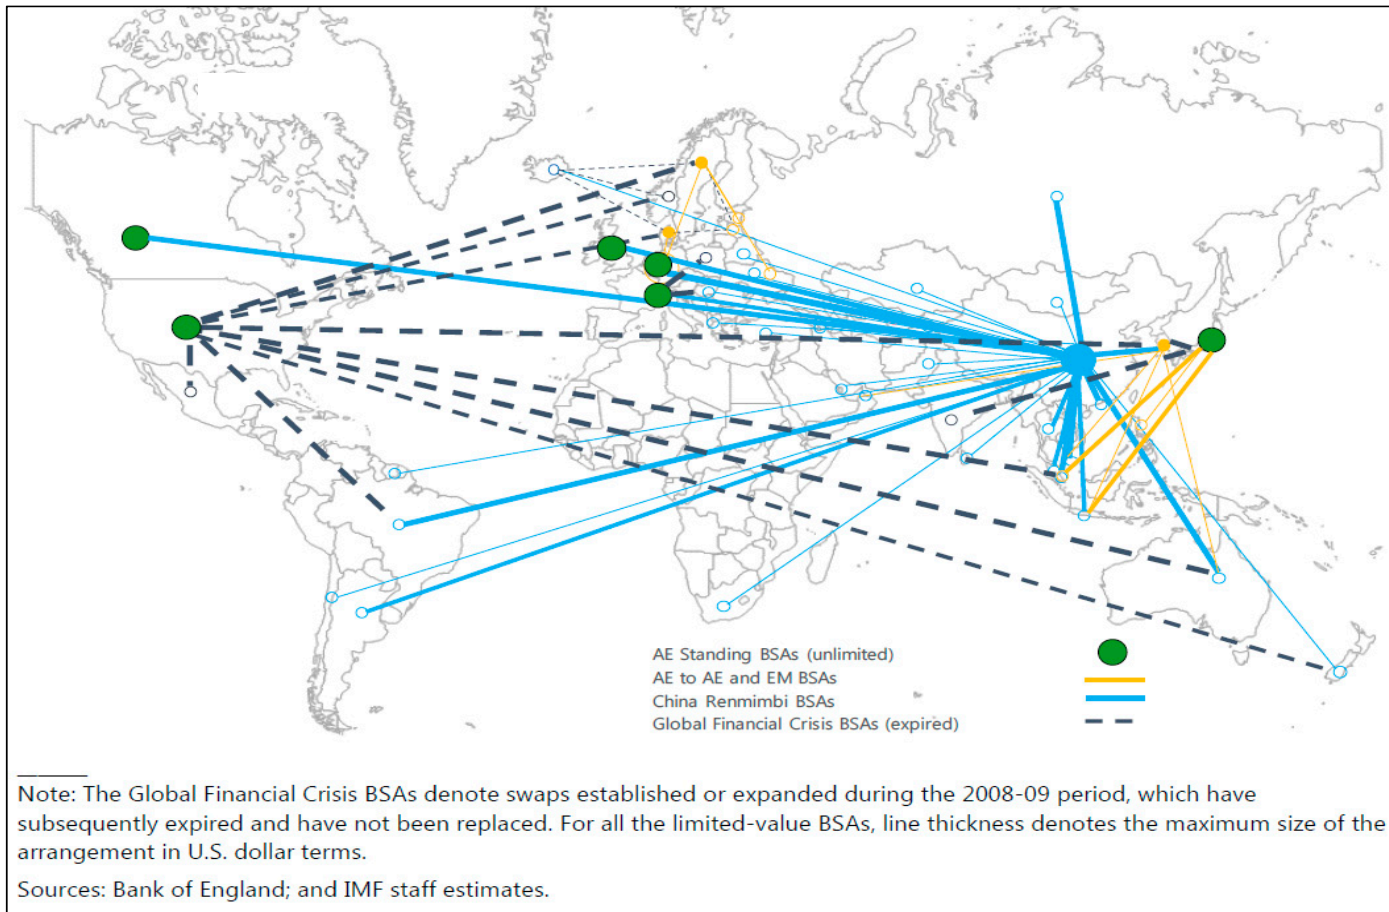 AE Standing BSAs (unlimited)
AE to AE and EM BSAs
China Renmimbi BSAs
Global Financial Crisis BSAs (expired)
Note: The Global Financial Crisis BSAs denote swaps established or expanded during the 2008-09 period, which have
subsequently expired and have not been replaced. For all the limited-value BSAs, line thickness denotes the maximum size of the
arrangement in U.S. dollar terms.
Sources: Bank of England; and IMF staff estimates.